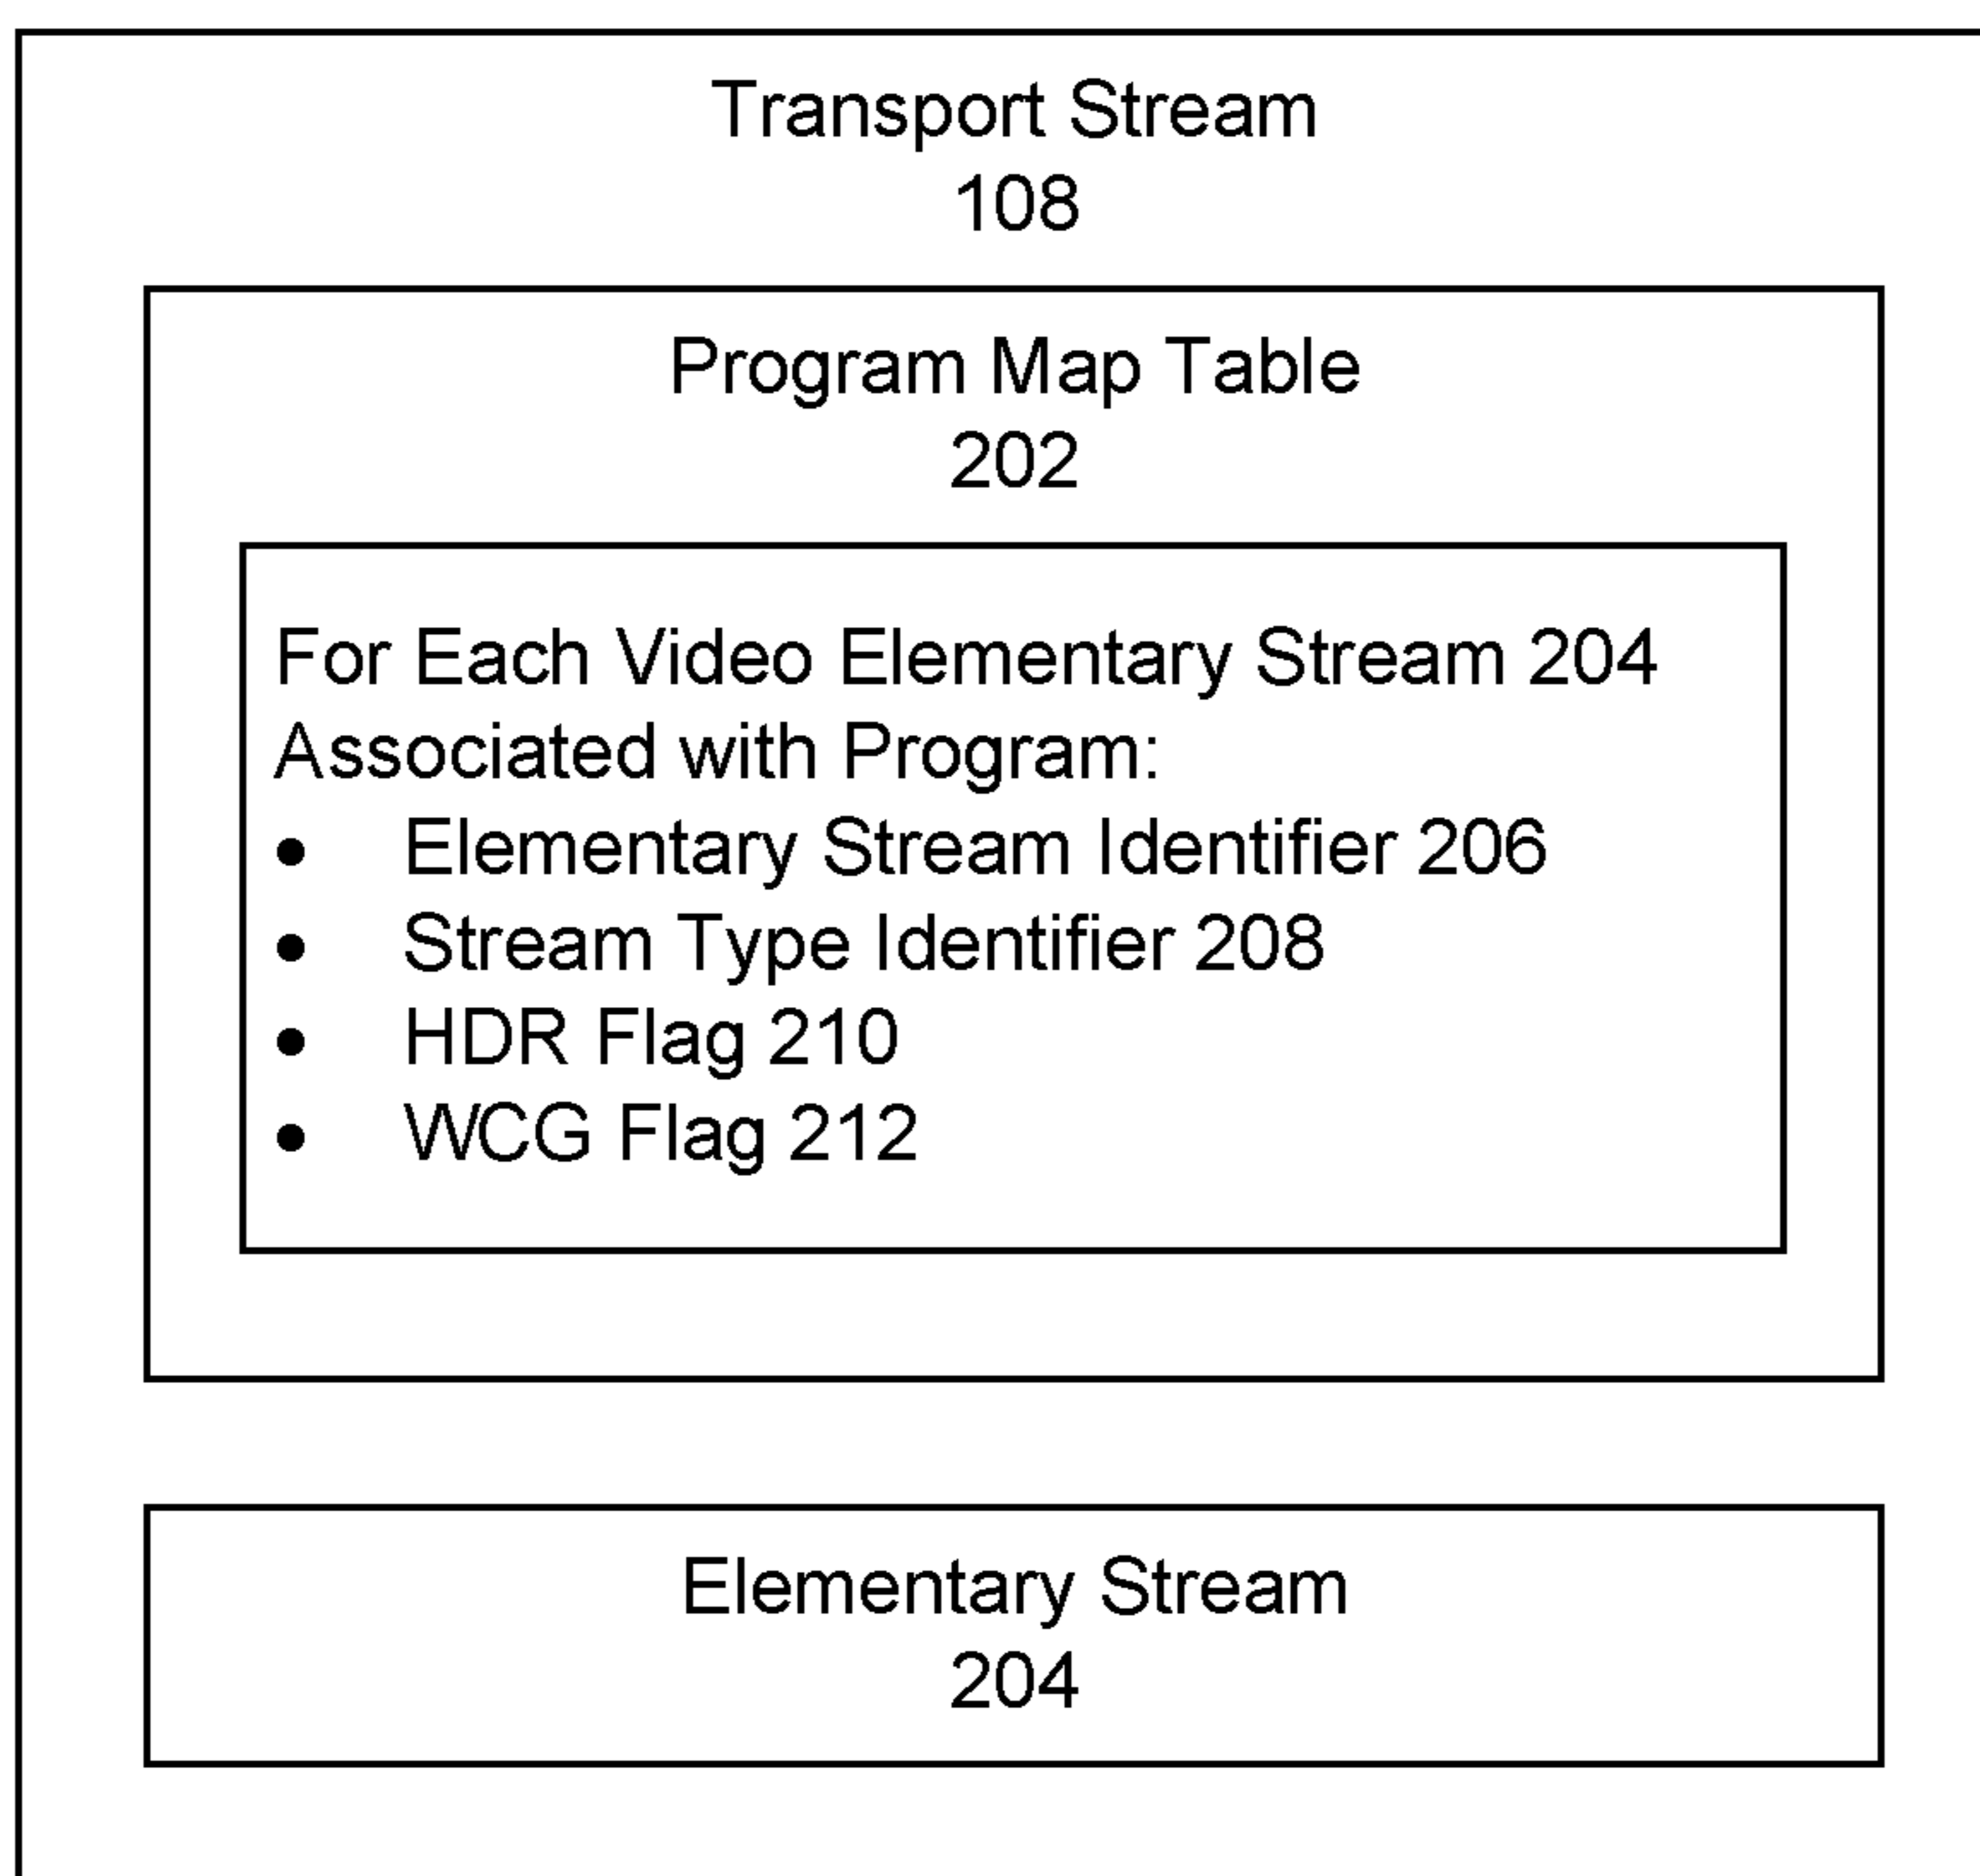 Transport Stream
108
Program Map Table
202
For Each Video Elementary Stream 204
Associated with Program:
● Elementary Stream Identifier 206
● Stream Type Identifier 208
● HDR Flag 210
● WCG Flag 212
Elementary Stream
204